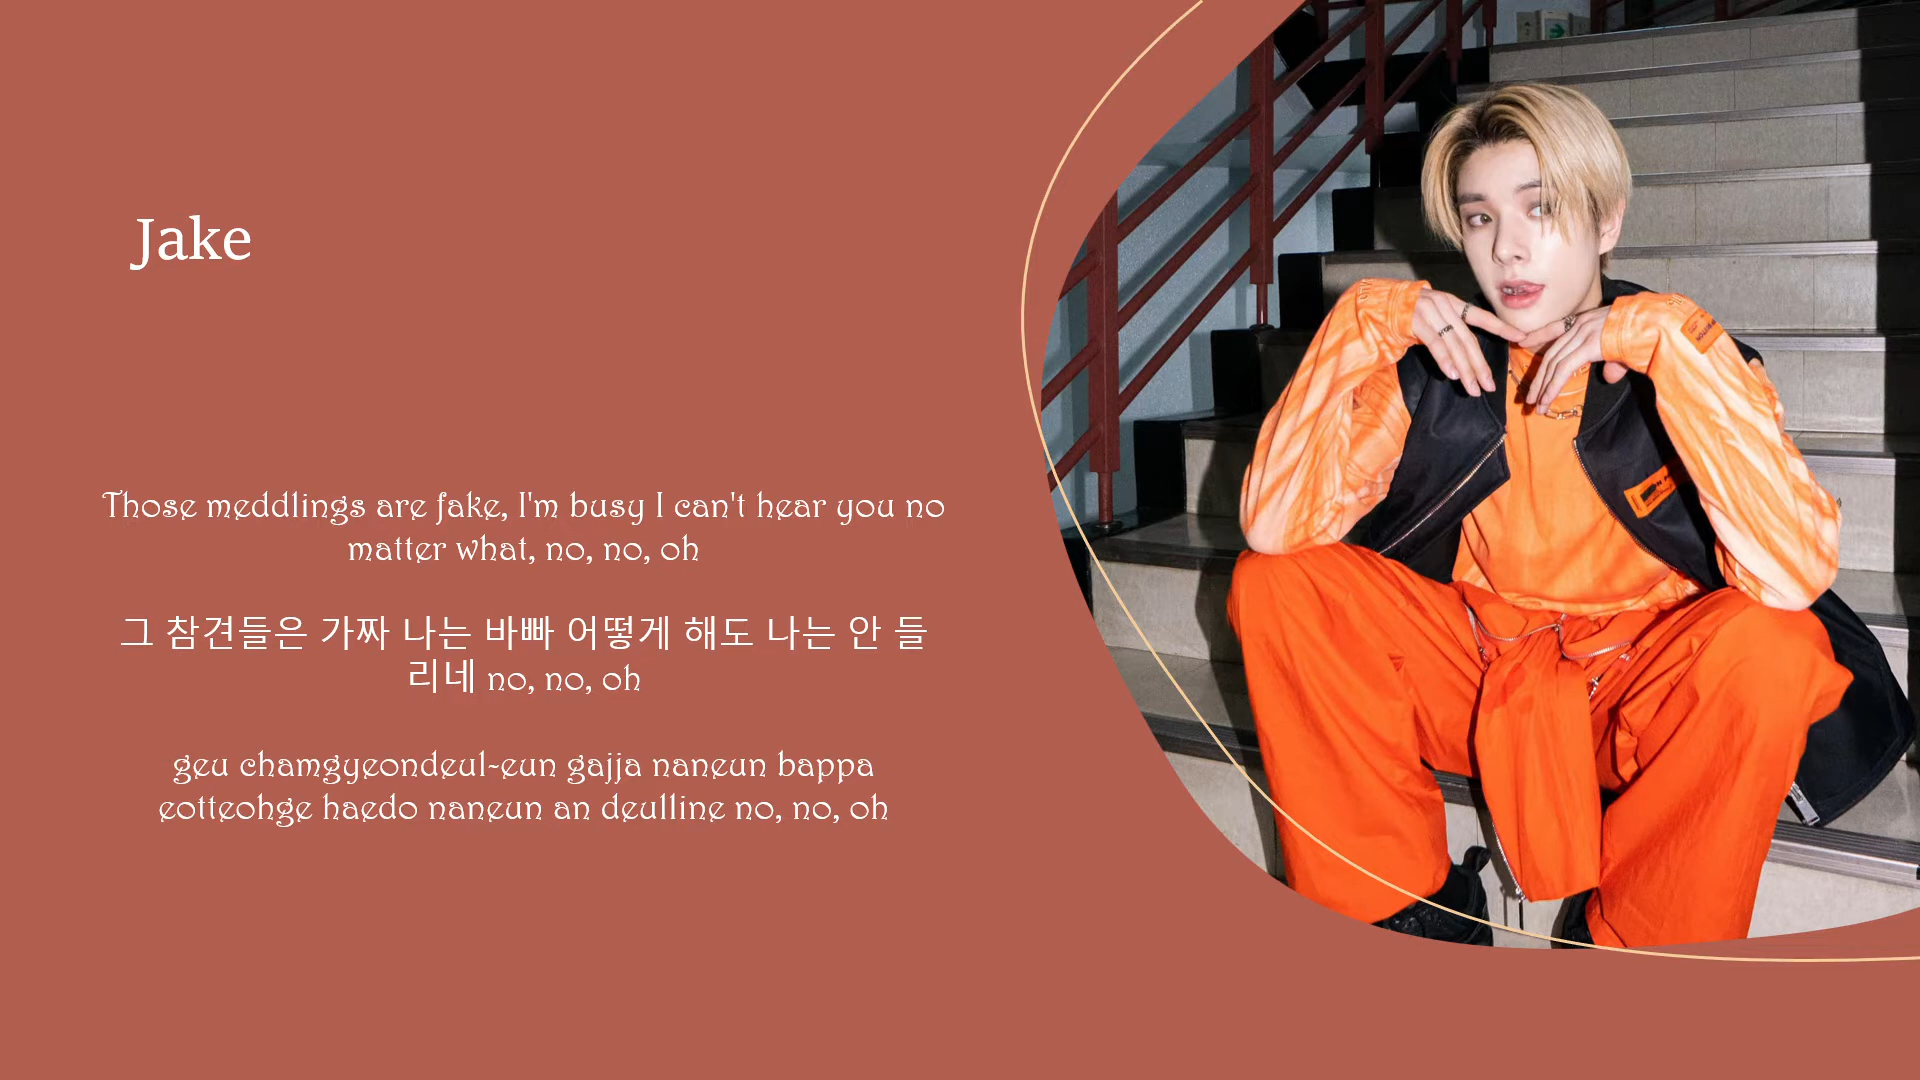 Jake
Those meddlings are fake, I'm busy I can't hear you no
matter what, no, no, oh
그 참견들은 가짜 나는 바빠 어떻게 해도 나는 안 들
리네 no, no, oh
geu chamgyeondeul-eun gajja naneun bappa
eotteohge haedo naneun an deulline no, no, oh